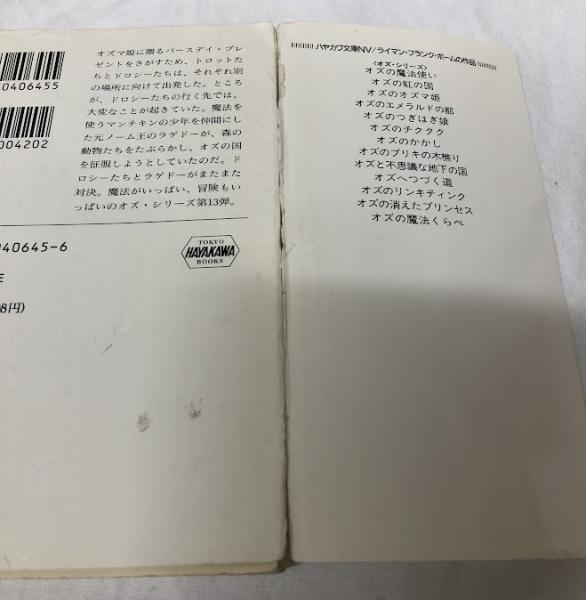 0406455
004202
オズマ姫に贈るバースデイ・プレ
ゼントをさがすため、トロットた
ちとドロシーたちは、それぞれ別
の場所に向けて出発した。ところ
が、ドロシーたちの行く先では、
大変なことが起きていた。魔法を
使うマンチキンの少年を仲間にし
た元ノーム王のラゲドーが、森の
動物たちをたぶらかし、オズの国
を征服しようとしていたのだ。ド
ロシーたちとラゲドーがまたまた
対決。魔法がいっぱい、冒険もい
っぱいのオズ・シリーズ第13弾。
40645-6
E
8円)
TOKYO
HAYAKAWA
BOOKS
ハヤカワ文庫NV/ライマン・フランク・ボームの作品
〈オズ・シリーズ〉
オズの魔法使い
オズの虹の国
オズのオズマ姫
オズのエメラルドの都
オズのつぎはぎ娘
オズのチクタク
オズのかかし
オズのブリキの木樵り
オズと不思議な地下の国
オズへつづく道
オズのリンキティンク
オズの消えたプリンセス
オズの魔法くらべ